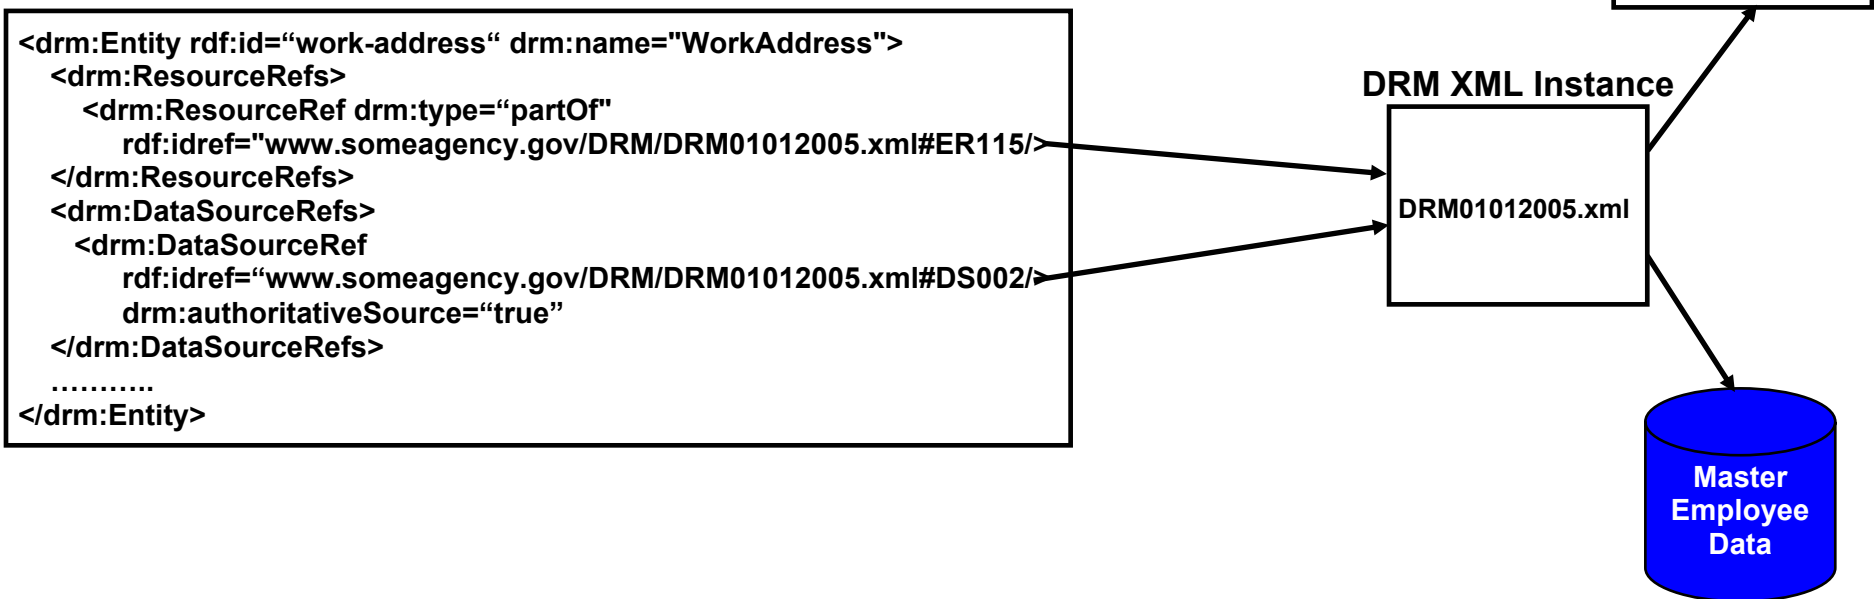 <drm:Entity rdf:id=“work-address“ drm:name="WorkAddress">
<drm:ResourceRefs>
<drm:ResourceRef drm:type=“partOf"
rdf:idref="www.someagency.gov/DRM/DRM01012005.xml#ER115/>
</drm:ResourceRefs>
<drm:DataSourceRefs>
<drm:DataSourceRef
rdf:idref=“www.someagency.gov/DRM/DRM01012005.xml#DS002/>
drm:authoritativeSource=“true”
</drm:DataSourceRefs>
………..
</drm:Entity>
DRM XML Instance
DRM01012005.xml
Master
Employee
Data